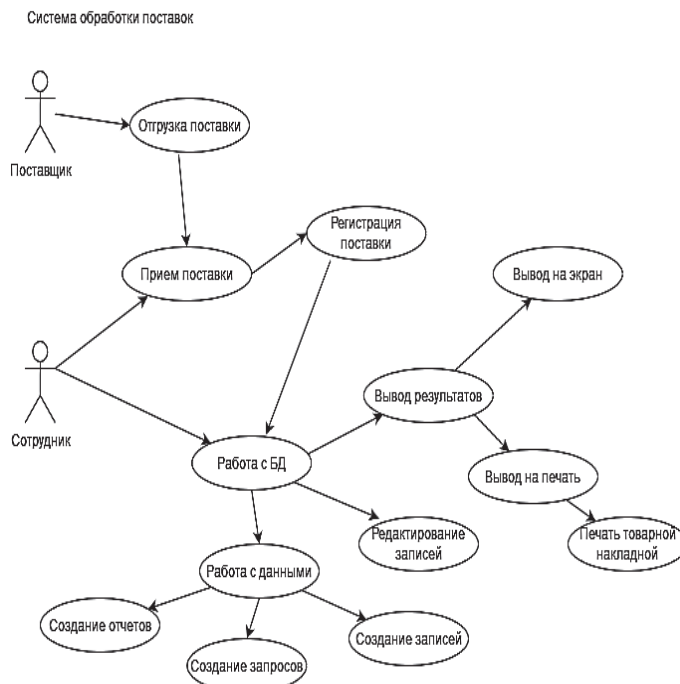 Система обработки поставок
Отгрузка поставки
Поставщик
Регистрация
поставки
Прием поставки
Вывод на экран
Сотрудник
Вывод результатов
Работа с БД
Вывод на печать
Редактирование
записей
Печать товарной
накладной
Работа с данными
Создание отчетов
Создание записей
Создание запросов